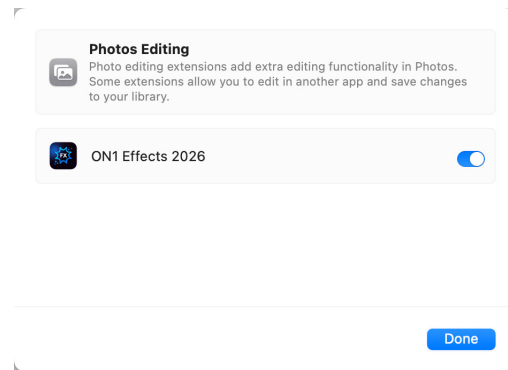 Photos Editing
Photo editing extensions add extra editing functionality in Photos.
Some extensions allow you to edit in another app and save changes
to your library.
FX
ON1 Effects 2026
Done